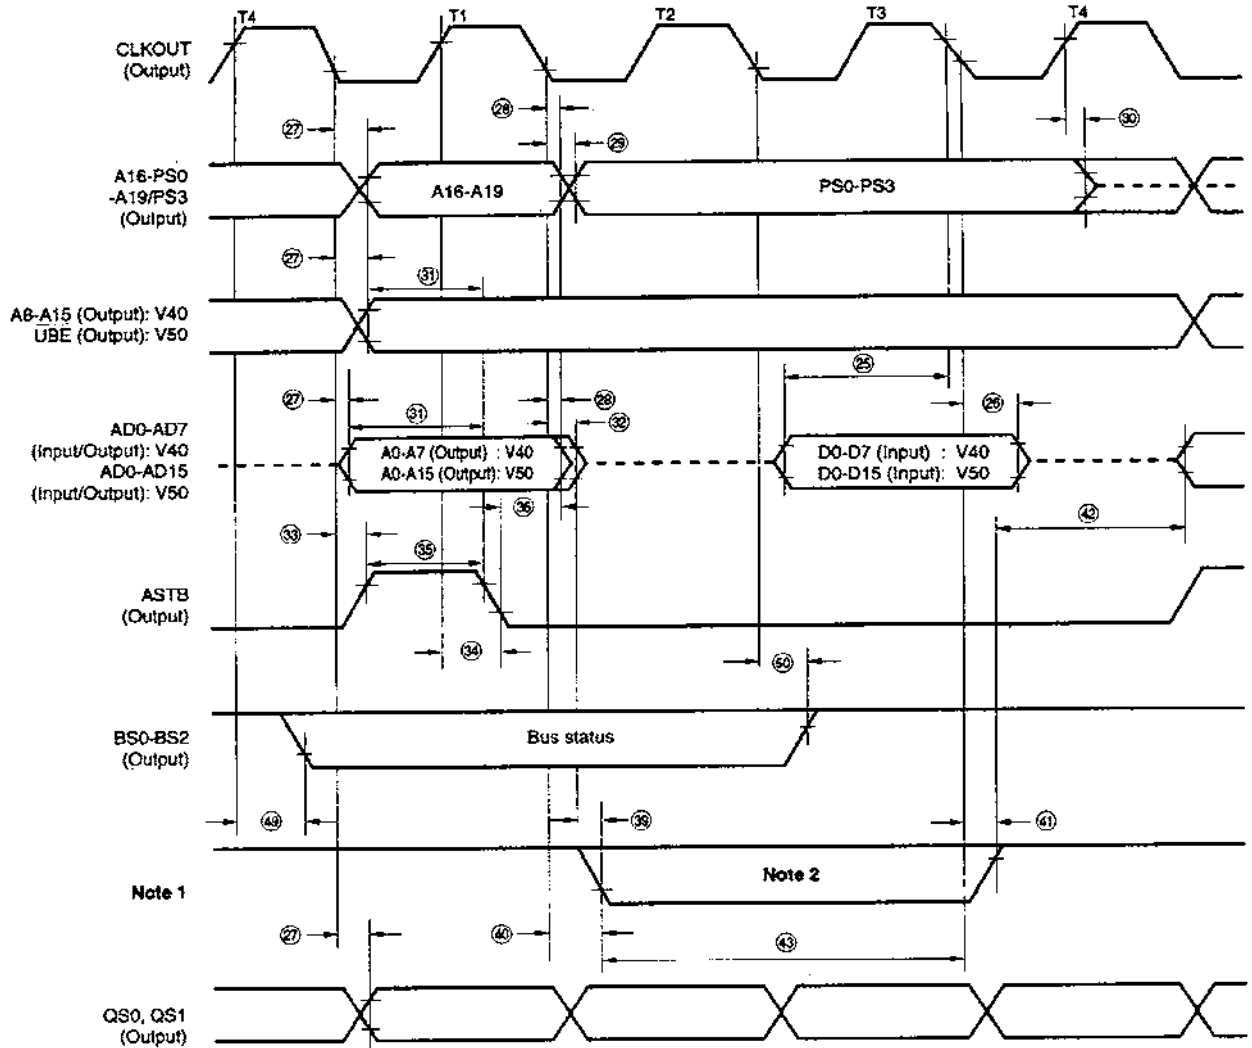 T4 T1 T2 T3 T4
CLKOUT
(Output)
28
27 29 30
A16-PS0
-A19/PS3
(Output)
A16-A19
PS0-PS3
27
31
A8-A15 (Output): V40
UBE (Output): V50
25
27 31 28 26
32
AD0-AD7
(Input/Output): V40
AD0-AD15
(Input/Output): V50
A0-A7 (Output) : V40
A0-A15 (Output): V50
D0-D7 (Input) : V40
D0-D15 (Input): V50
36
42
33
35
ASTB
(Output)
34
50
BS0-BS2
(Output)
Bus status
49 39 41
Note 1
Note 2
27 40 43
QS0, QS1
(Output)